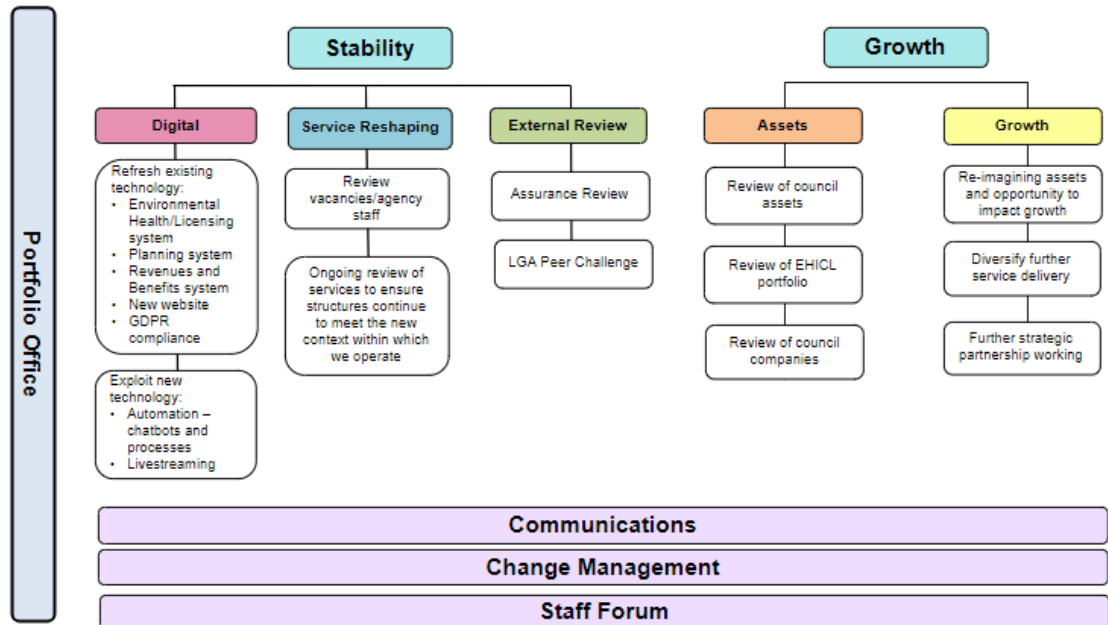 Portfolio Office
Stability
Growth
Digital
Service Reshaping
External Review
Assets
Growth
Refresh existing
technology:
• Environmental
Health/Licensing
system
• Planning system
• Revenues and
Benefits system
• New website
• GDPR
compliance
Exploit new
technology:
• Automation –
chatbots and
processes
• Livestreaming
Review
vacancies/agency
staff
Ongoing review of
services to ensure
structures continue
to meet the new
context within which
we operate
Assurance Review
LGA Peer Challenge
Review of council
assets
Review of EHICL
portfolio
Review of council
companies
Re-imagining assets
and opportunity to
impact growth
Diversify further
service delivery
Further strategic
partnership working
Communications
Change Management
Staff Forum